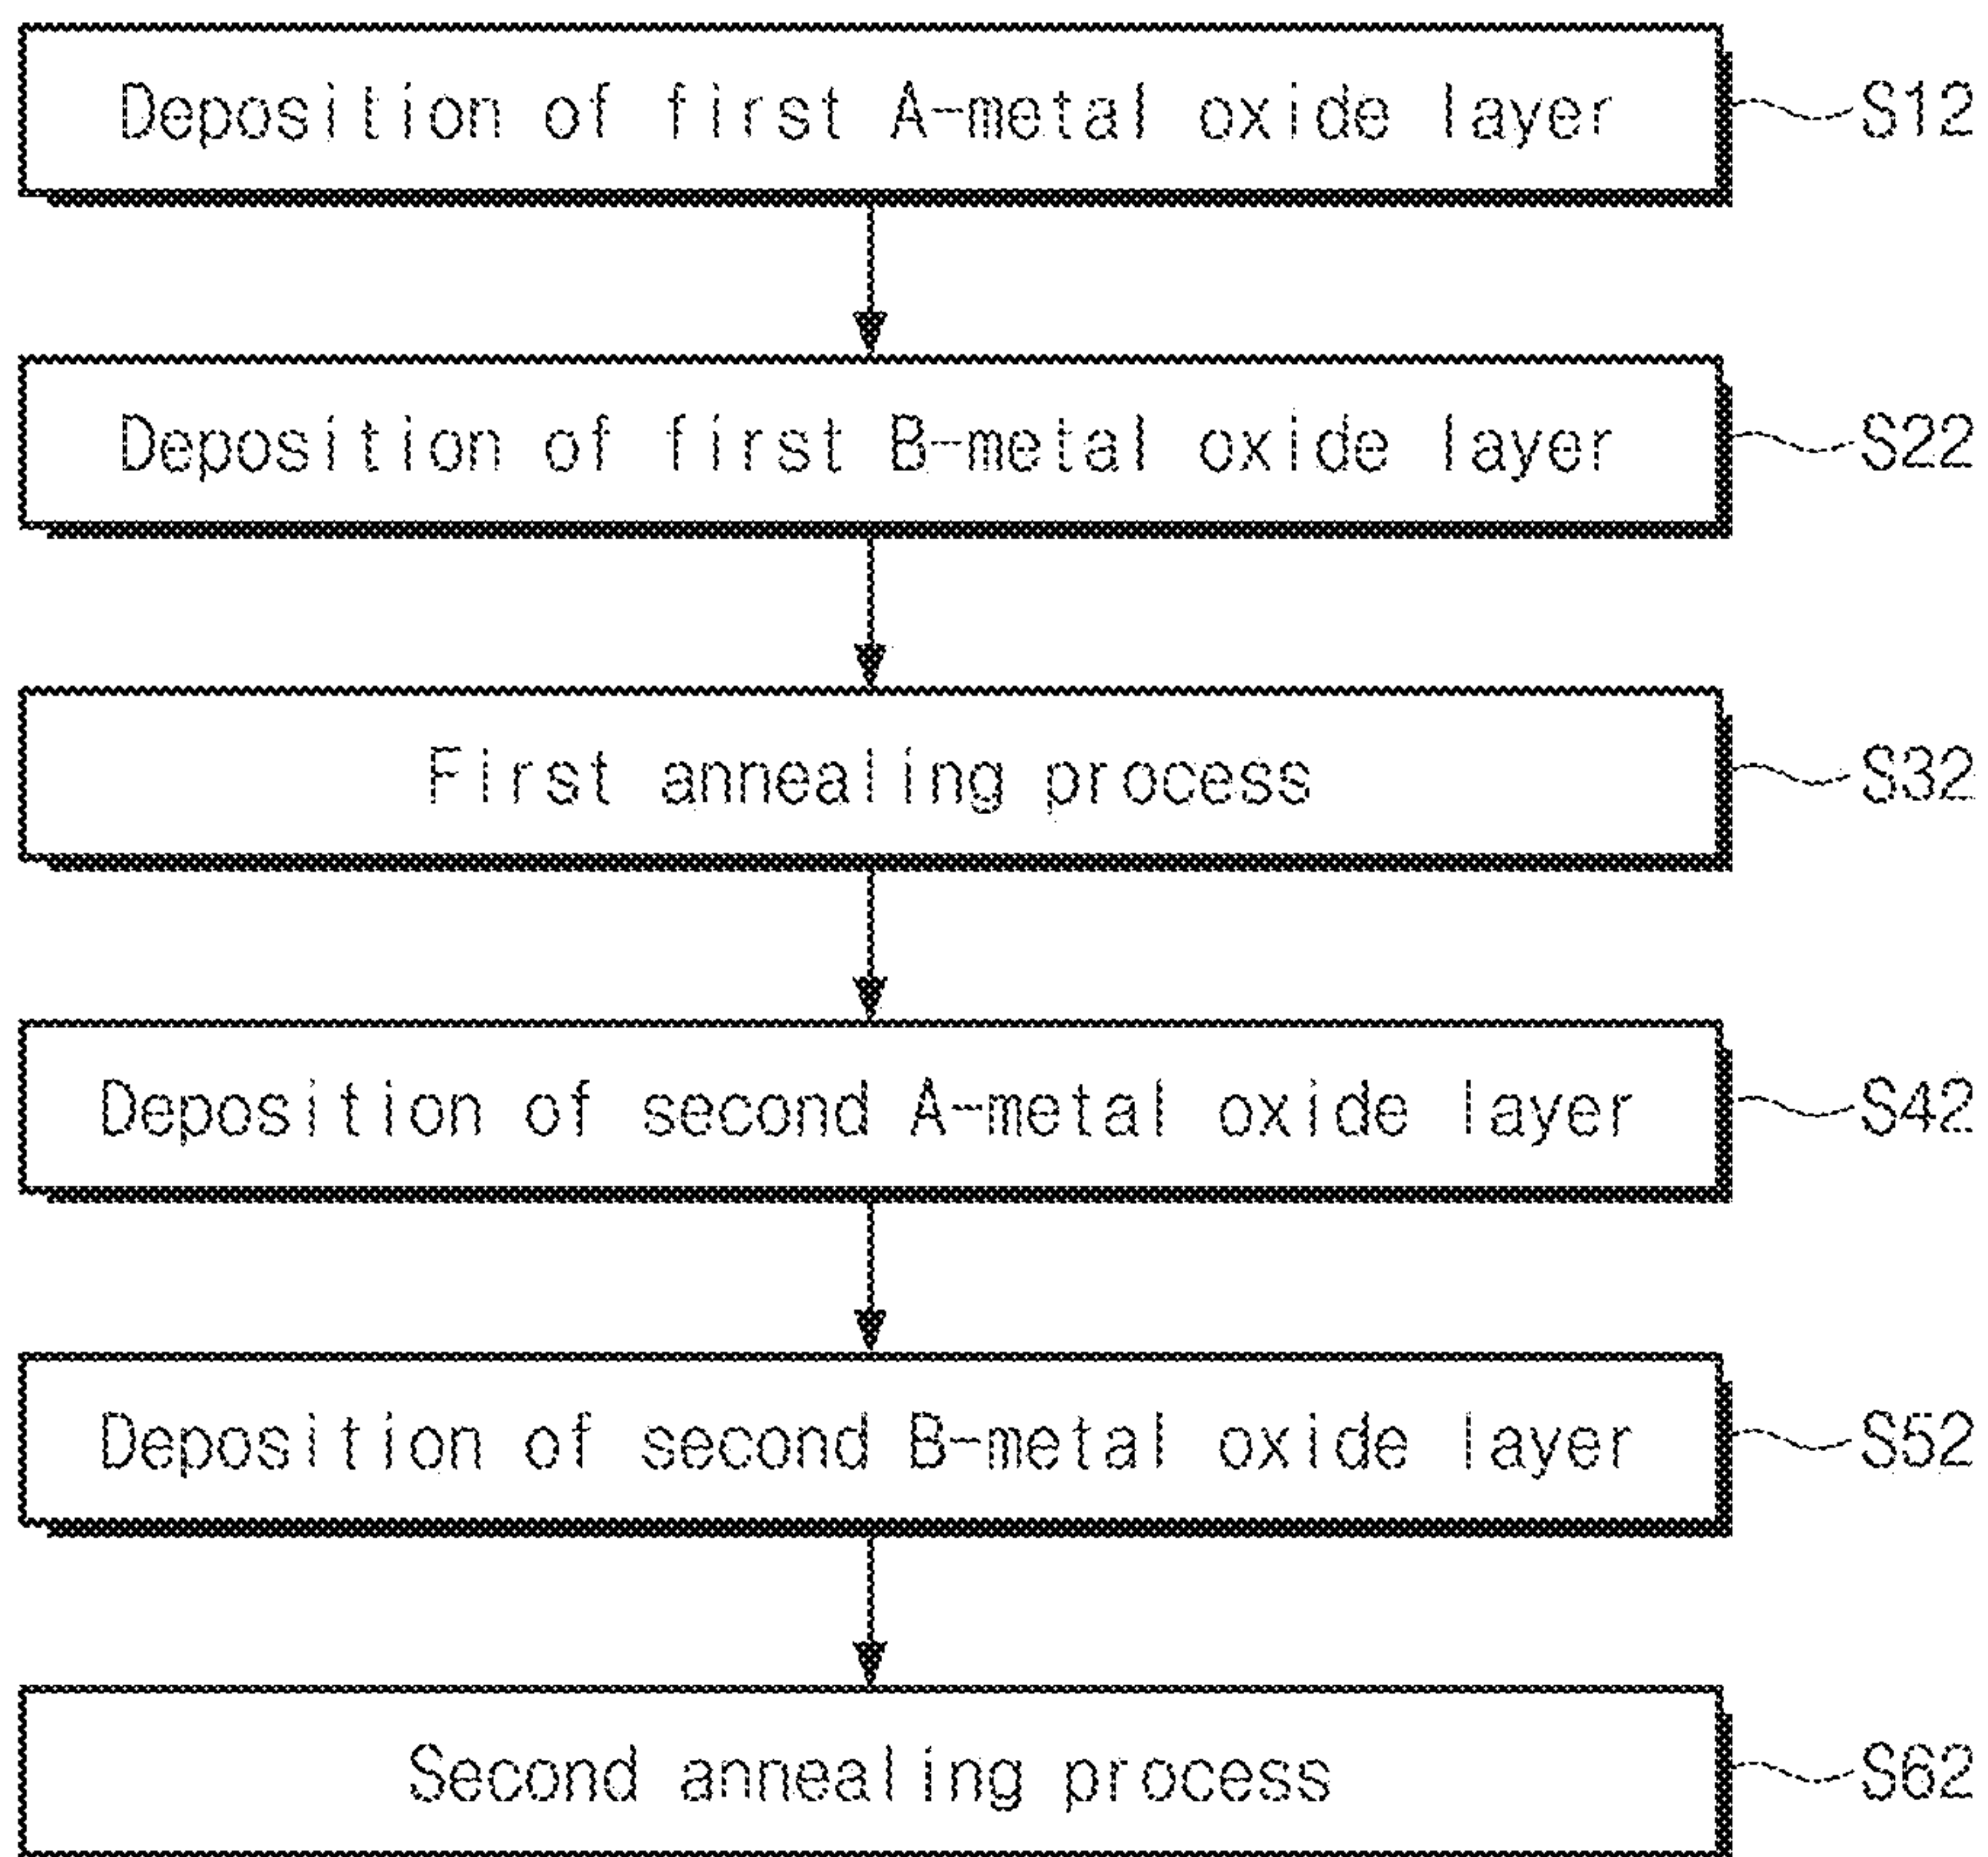 Deposition of first A-metal oxide layer S12
Deposition of first B-metal oxide layer S22
First annealing process S32
Deposition of second A-metal oxide layer S42
Deposition of second B-metal oxide layer S52
Second annealing process S62